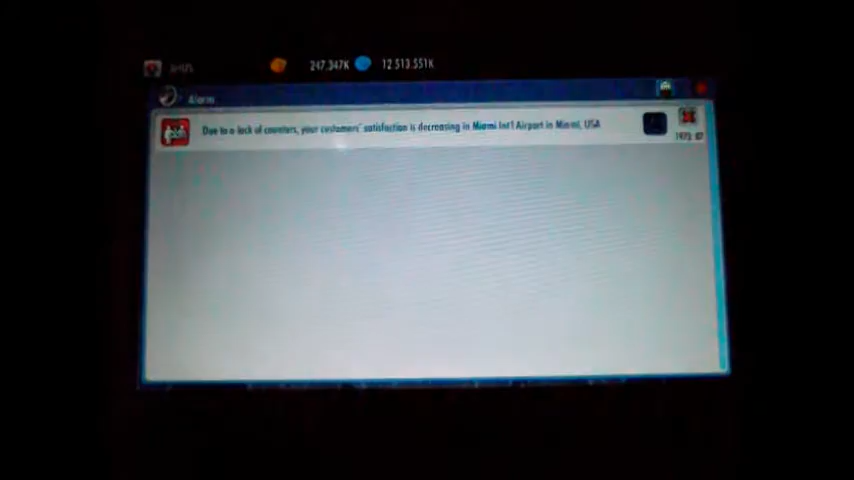 247.347K 12.513.551K
Alarm
Due to a lack of counters, your customers' satisfaction is decreasing in Miami Int'l Airport in Miami, USA